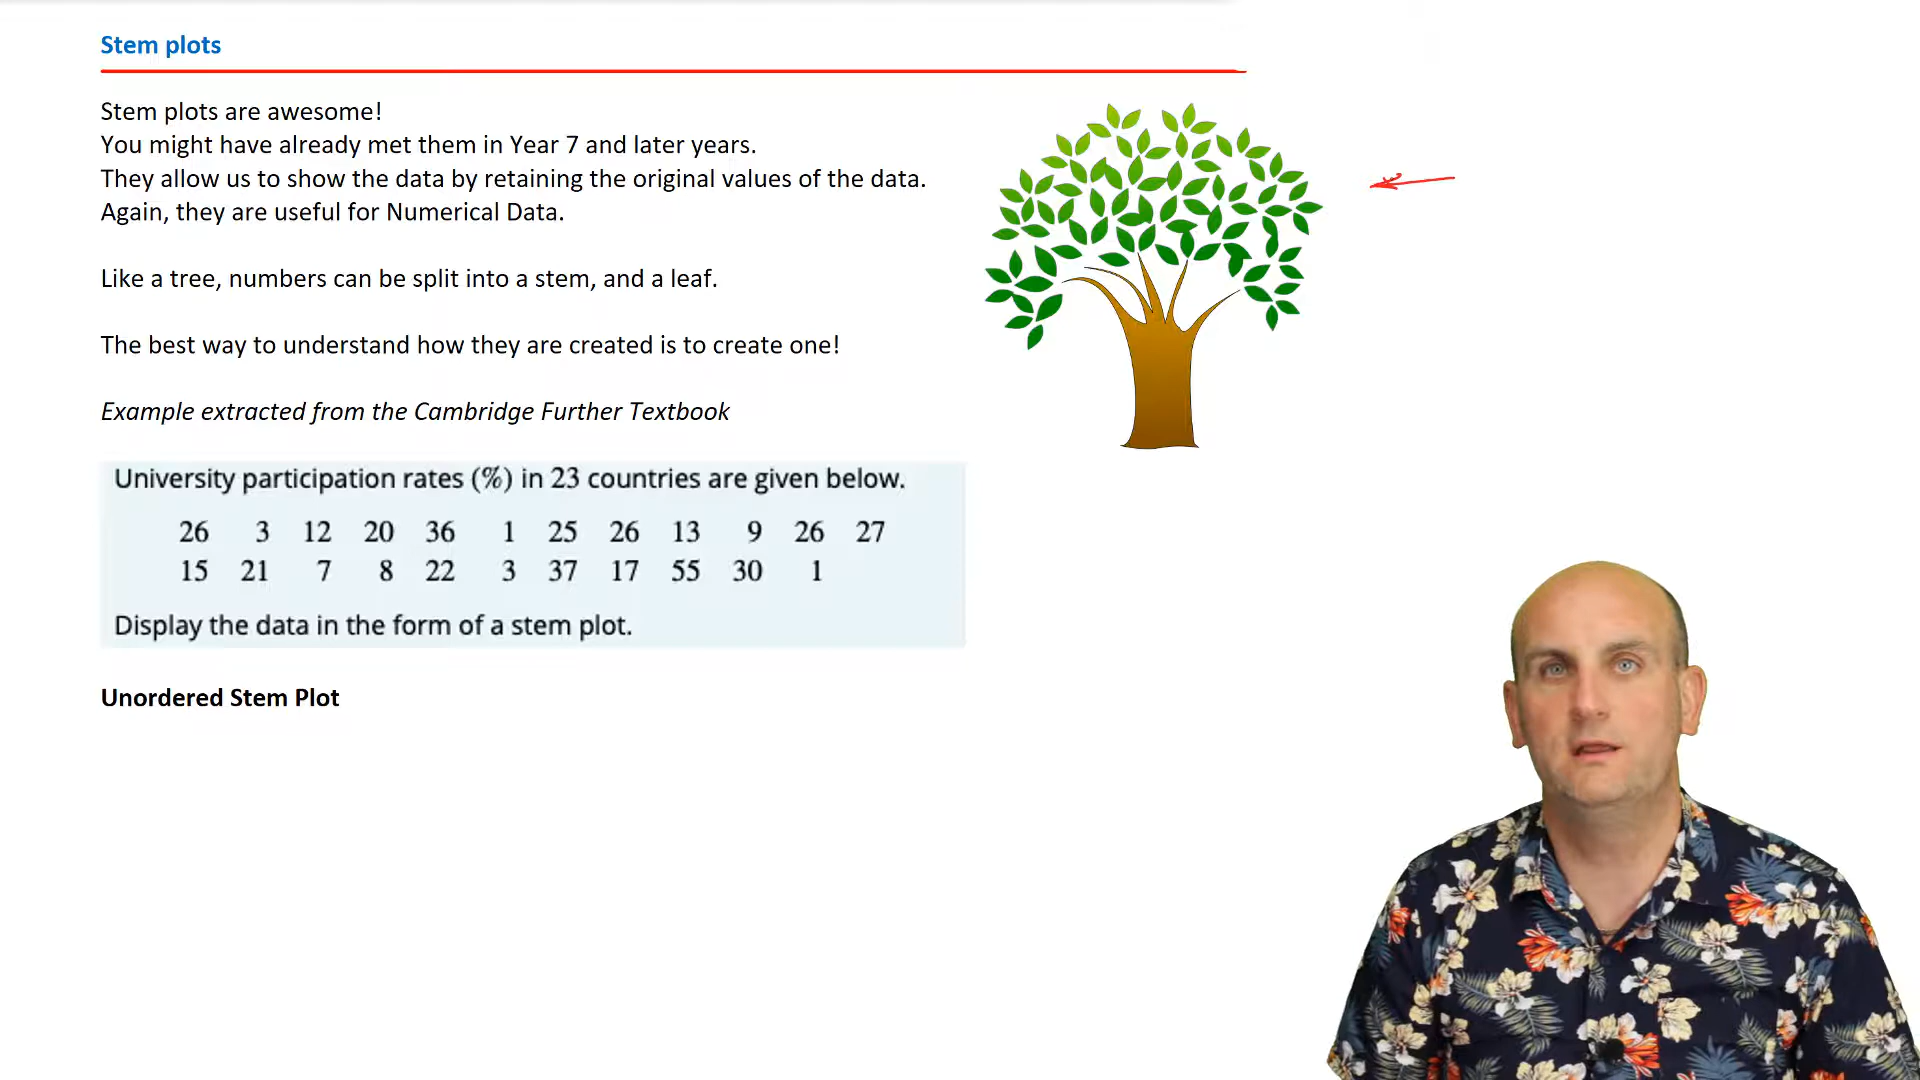 Stem plots
Stem plots are awesome!
You might have already met them in Year 7 and later years.
They allow us to show the data by retaining the original values of the data.
Again, they are useful for Numerical Data.
Like a tree, numbers can be split into a stem, and a leaf.
The best way to understand how they are created is to create one!
Example extracted from the Cambridge Further Textbook
University participation rates (%) in 23 countries are given below.
26 3 12 20 36 1 25 26 13 9 26 27
15 21 7 8 22 3 37 17 55 30 1
Display the data in the form of a stem plot.
Unordered Stem Plot